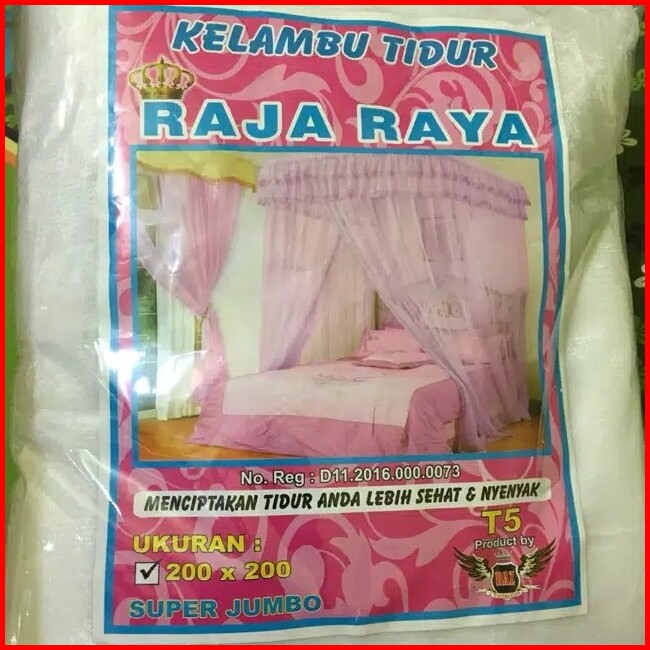 KELAMBU TIDUR
RAJA RAYA
No. Reg : D11.2016.000.0073
MENCIPTAKAN TIDUR ANDA LEBIH SEHAT & NYENYAK
T5
Product by
UKURAN :
200 x 200
SUPER JUMBO